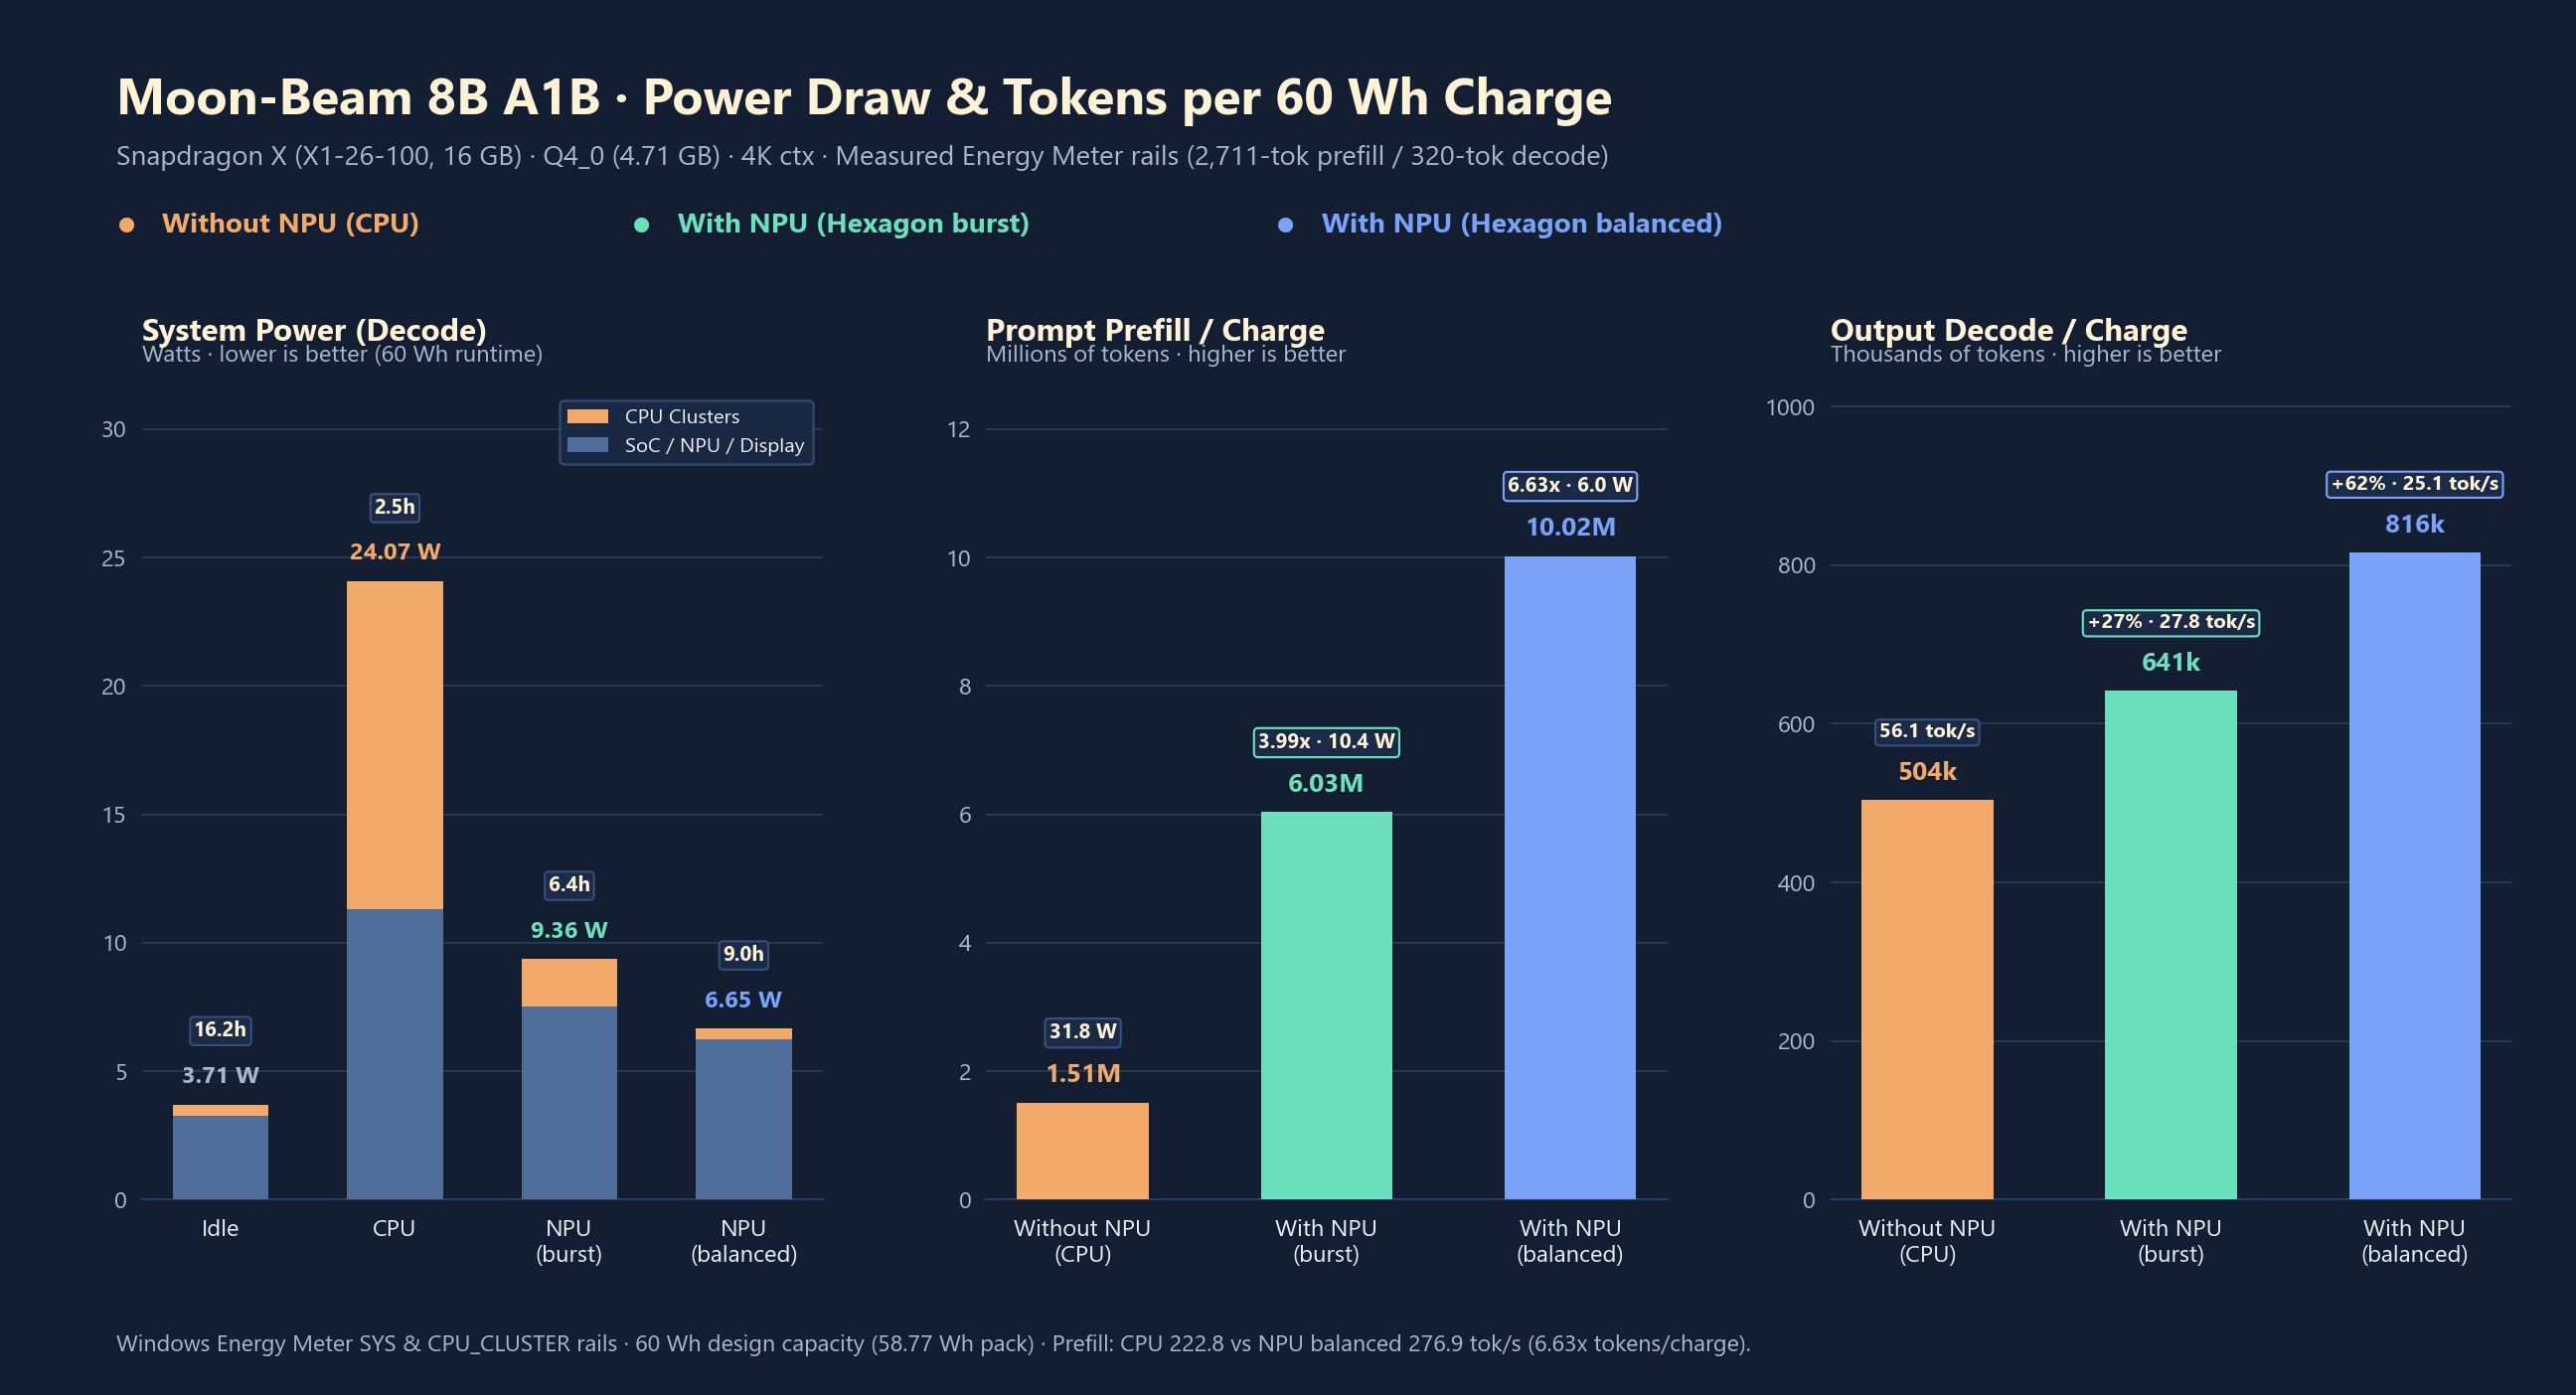 Moon-Beam 8B A1B · Power Draw & Tokens per 60 Wh Charge
Snapdragon X (X1-26-100, 16 GB) · Q4_0 (4.71 GB) · 4K ctx · Measured Energy Meter rails (2,711-tok prefill / 320-tok decode)
Without NPU (CPU)
With NPU (Hexagon burst)
With NPU (Hexagon balanced)
System Power (Decode)
Watts · lower is better (60 Wh runtime)
CPU Clusters
SoC / NPU / Display
30
25
20
15
10
5
0
16.2h
3.71 W
2.5h
24.07 W
6.4h
9.36 W
9.0h
6.65 W
Idle
CPU
NPU
(burst)
NPU
(balanced)
Prompt Prefill / Charge
Millions of tokens · higher is better
12
10
8
6
4
2
0
31.8 W
1.51M
3.99x · 10.4 W
6.03M
6.63x · 6.0 W
10.02M
Without NPU
(CPU)
With NPU
(burst)
With NPU
(balanced)
Output Decode / Charge
Thousands of tokens · higher is better
1000
800
600
400
200
0
56.1 tok/s
504k
+27% · 27.8 tok/s
641k
+62% · 25.1 tok/s
816k
Without NPU
(CPU)
With NPU
(burst)
With NPU
(balanced)
Windows Energy Meter SYS & CPU_CLUSTER rails · 60 Wh design capacity (58.77 Wh pack) · Prefill: CPU 222.8 vs NPU balanced 276.9 tok/s (6.63x tokens/charge).